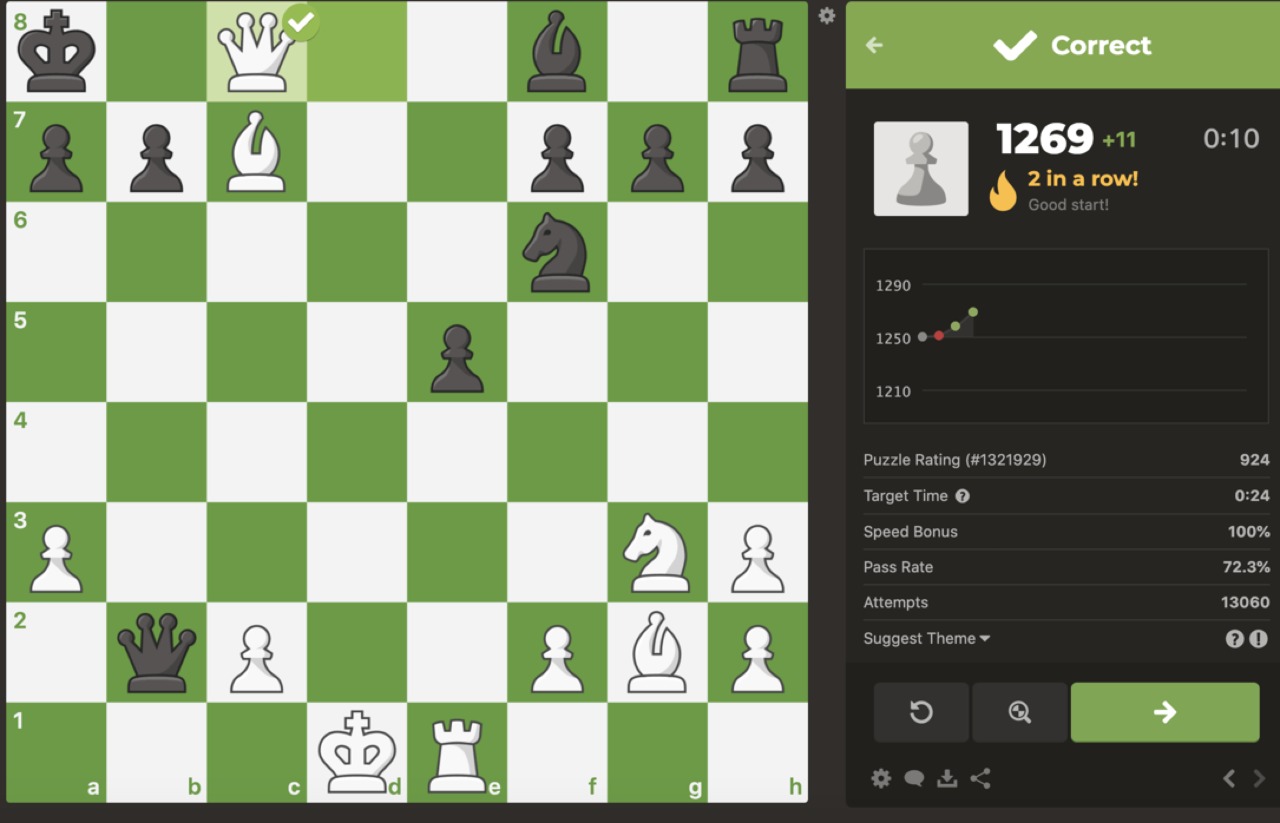 8
7
6
5
4
3
2
1
a b c d e f g h
Correct
1269 +11 0:10
2 in a row!
Good start!
1290
1250
1210
Puzzle Rating (#1321929) 924
Target Time ? 0:24
Speed Bonus 100%
Pass Rate 72.3%
Attempts 13060
Suggest Theme ? !